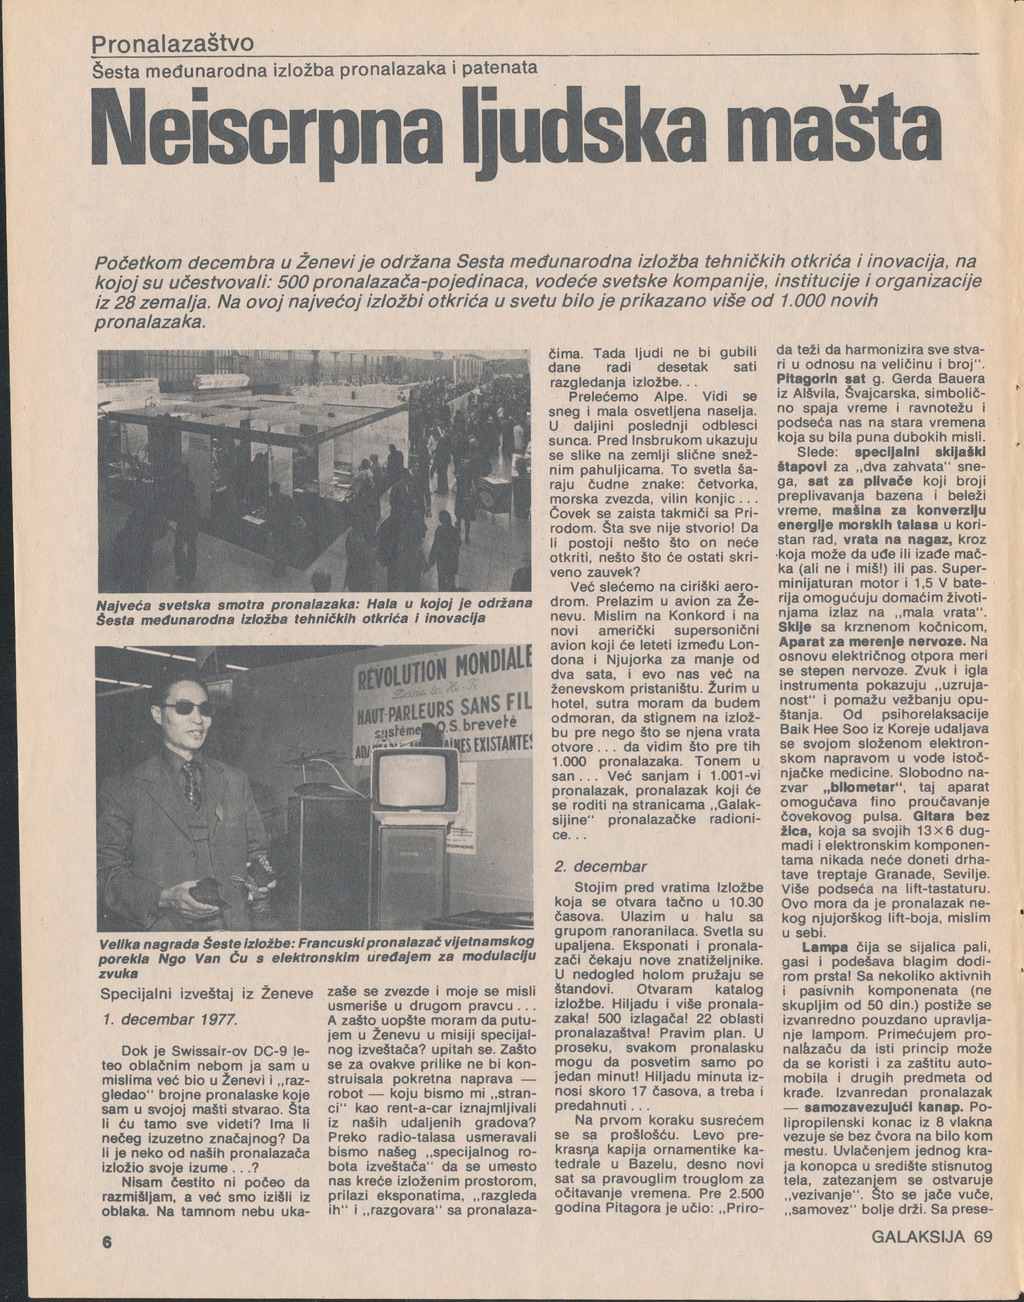 Pronalazaštvo
Šesta međunarodna izložba pronalazaka i patenata
Neiscrpna ljudska mašta
Početkom decembra u Ženevi je održana Šesta međunarodna izložba tehničkih otkrića i inovacija, na
kojoj su učestvovali: 500 pronalazača-pojedinaca, vodeće svetske kompanije, institucije i organizacije
iz 28 zemalja. Na ovoj najvećoj izložbi otkrića u svetu bilo je prikazano više od 1.000 novih
pronalazaka.
Najveća svetska smotra pronalazaka: Hala u kojoj je održana
Šesta međunarodna izložba tehničkih otkrića i inovacija
REVOLUTION MONDIALE
HAUT-PARLEURS SANS FIL
système O.S. breveté
EXISTANTES
Velika nagrada Šeste izložbe: Francuski pronalazač vijetnamskog
porekla Ngo Van Ču s elektronskim uređajem za modulaciju
zvuka
Specijalni izveštaj iz Ženeve
1. decembar 1977.
Dok je Swissair-ov DC-9 le-
teo oblačnim nebom ja sam u
mislima već bio u Ženevi i „raz-
gledao" brojne pronalaske koje
sam u svojoj mašti stvarao. Šta
li ću tamo sve videti? Ima li
nečeg izuzetno značajnog? Da
li je neko od naših pronalazača
izložio svoje izume . . .?
Nisam čestito ni počeo da
razmišljam, a već smo izišli iz
oblaka. Na tamnom nebu uka-
zaše se zvezde i moje se misli
usmeriše u drugom pravcu . . .
A zašto uopšte moram da putu-
jem u Ženevu u misiji specijal-
nog izveštača? upitah se. Zašto
se za ovakve prilike ne bi kon-
struisala pokretna naprava —
robot — koju bismo mi „stran-
ci" kao rent-a-car iznajmljivali
iz naših udaljenih gradova?
Preko radio-talasa usmeravali
bismo našeg „specijalnog ro-
bota izveštača" da se umesto
nas kreće izloženim prostorom,
prilazi eksponatima, „razgleda
ih" i „razgovara" sa pronalaza-
čima. Tada ljudi ne bi gubili
dane radi desetak sati
razgledanja izložbe. . .
Prelećemo Alpe. Vidi se
sneg i mala osvetljena naselja.
U daljini poslednji odblesci
sunca. Pred Insbrukom ukazuju
se slike na zemlji slične snež-
nim pahuljicama. To svetla ša-
raju čudne znake: četvorka,
morska zvezda, vilin konjic . . .
Čovek se zaista takmiči sa Pri-
rodom. Šta sve nije stvorio! Da
li postoji nešto što on neće
otkriti, nešto što će ostati skri-
veno zauvek?
Već slećemo na ciriški aero-
drom. Prelazim u avion za Že-
nevu. Mislim na Konkord i na
novi američki supersonični
avion koji će leteti između Lon-
dona i Njujorka za manje od
dva sata, i evo nas već na
ženevskom pristaništu. Žurim u
hotel, sutra moram da budem
odmoran, da stignem na izlož-
bu pre nego što se njena vrata
otvore . . . da vidim što pre tih
1.000 pronalazaka. Tonem u
san . . . Već sanjam i 1.001-vi
pronalazak, pronalazak koji će
se roditi na stranicama „Galak-
sijine" pronalazačke radioni-
ce. . .
2. decembar
Stojim pred vratima Izložbe
koja se otvara tačno u 10.30
časova. Ulazim u halu sa
grupom ranoranilaca. Svetla su
upaljena. Eksponati i pronala-
zači čekaju nove znatiželjnike.
U nedogled holom pružaju se
štandovi. Otvaram katalog
izložbe. Hiljadu i više pronala-
zaka! 500 izlagača! 22 oblasti
pronalazaštva! Pravim plan. U
proseku, svakom pronalasku
mogu da posvetim samo po
jedan minut! Hiljadu minuta iz-
nosi skoro 17 časova, a treba i
predahnuti . . .
Na prvom koraku susrećem
se sa prošlošću. Levo pre-
krasna kapija ornamentike ka-
tedrale u Bazelu, desno novi
sat sa pravouglim trouglom za
očitavanje vremena. Pre 2.500
godina Pitagora je učio: „Priro-
da teži da harmonizira sve stva-
ri u odnosu na veličinu i broj".
Pitagorin sat g. Gerda Bauera
iz Alšvila, Švajcarska, simbolič-
no spaja vreme i ravnotežu i
podseća nas na stara vremena
koja su bila puna dubokih misli.
Slede: specijalni skijaški
štapovi za „dva zahvata" sne-
ga, sat za plivače koji broji
preplivavanja bazena i beleži
vreme, mašina za konverziju
energije morskih talasa u kori-
stan rad, vrata na nagaz, kroz
koja može da uđe ili izađe mač-
ka (ali ne i miš!) ili pas. Super-
minijaturan motor i 1,5 V bate-
rija omogućuju domaćim životi-
njama izlaz na „mala vrata".
Skije sa krznenom kočnicom,
Aparat za merenje nervoze. Na
osnovu električnog otpora meri
se stepen nervoze. Zvuk i igla
instrumenta pokazuju „uzruja-
nost" i pomažu vežbanju opu-
štanja. Od psihorelaksacije
Baik Hee Soo iz Koreje udaljava
se svojom složenom elektron-
skom napravom u vode istoč-
njačke medicine. Slobodno na-
zvar „bilometar", taj aparat
omogućava fino proučavanje
čovekovog pulsa. Gitara bez
žica, koja sa svojih 13×6 dug-
madi i elektronskim komponen-
tama nikada neće doneti drha-
tave treptaje Granade, Sevilje.
Više podseća na lift-tastaturu.
Ovo mora da je pronalazak ne-
kog njujorškog lift-boja, mislim
u sebi.
Lampa čija se sijalica pali,
gasi i podešava blagim dodi-
rom prsta! Sa nekoliko aktivnih
i pasivnih komponenata (ne
skupljim od 50 din.) postiže se
izvanredno pouzdano upravlja-
nje lampom. Primećujem pro-
nalazaču da isti princip može
da se koristi i za zaštitu auto-
mobila i drugih predmeta od
krađe. Izvanredan pronalazak
— samozavezujući kanap. Po-
lipropilenski konac iz 8 vlakna
vezuje se bez čvora na bilo kom
mestu. Uvlačenjem jednog kra-
ja konopca u središte stisnutog
tela, zatezanjem se ostvaruje
„vezivanje". Što se jače vuče,
„samovez" bolje drži. Sa prese-
6
GALAKSIJA 69